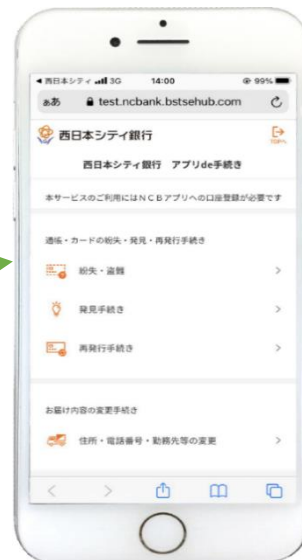 ◀西日本シティ 3G 14:00 99%
ぁあ test.ncbank.bstsehub.com
西日本シティ銀行
TOPへ
西日本シティ銀行 アプリde手続き
本サービスのご利用にはNCBアプリへの口座登録が必要です
通帳・カードの紛失・発見・再発行手続き
紛失・盗難
発見手続き
再発行手続き
お届け内容の変更手続き
住所・電話番号・勤務先等の変更